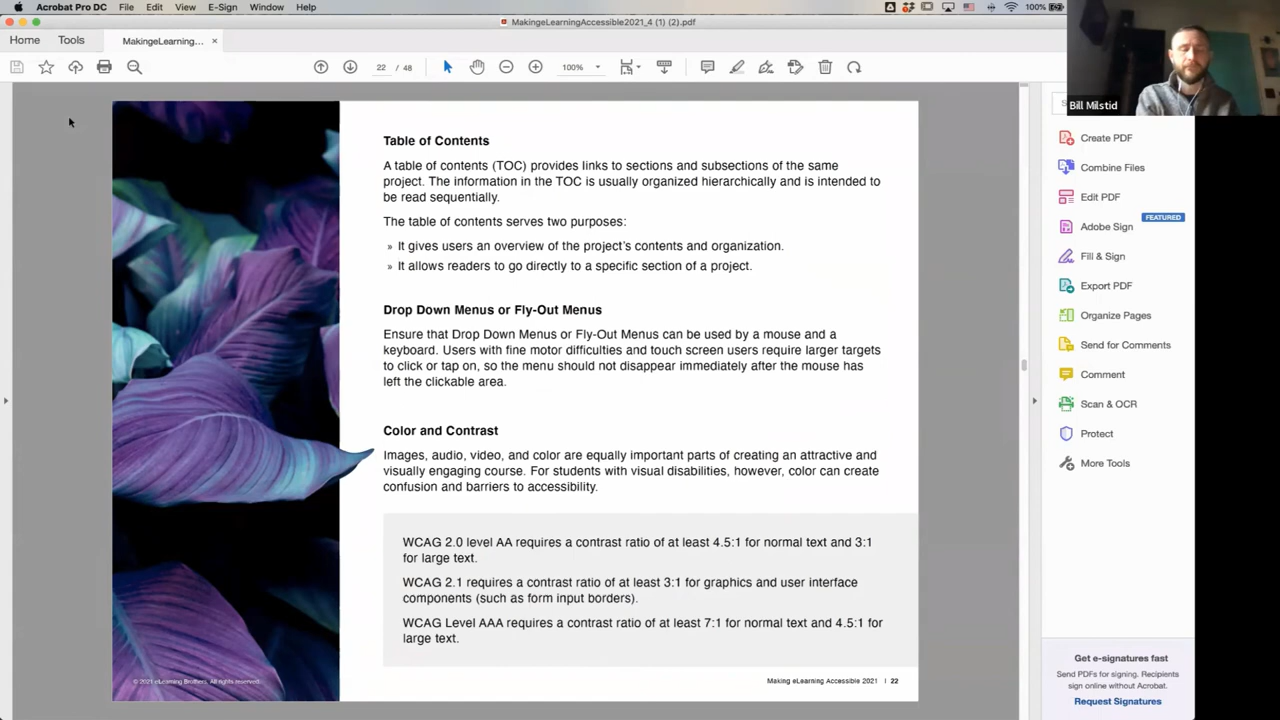 Acrobat Pro DC File Edit View E-Sign Window Help 100%
MakingeLearningAccessible2021_4 (1) (2).pdf
Home Tools MakingeLearning... ×
22 / 48 100%
Bill Milstid
Table of Contents
A table of contents (TOC) provides links to sections and subsections of the same
project. The information in the TOC is usually organized hierarchically and is intended to
be read sequentially.
The table of contents serves two purposes:
» It gives users an overview of the project's contents and organization.
» It allows readers to go directly to a specific section of a project.
Drop Down Menus or Fly-Out Menus
Ensure that Drop Down Menus or Fly-Out Menus can be used by a mouse and a
keyboard. Users with fine motor difficulties and touch screen users require larger targets
to click or tap on, so the menu should not disappear immediately after the mouse has
left the clickable area.
Color and Contrast
Images, audio, video, and color are equally important parts of creating an attractive and
visually engaging course. For students with visual disabilities, however, color can create
confusion and barriers to accessibility.
WCAG 2.0 level AA requires a contrast ratio of at least 4.5:1 for normal text and 3:1
for large text.
WCAG 2.1 requires a contrast ratio of at least 3:1 for graphics and user interface
components (such as form input borders).
WCAG Level AAA requires a contrast ratio of at least 7:1 for normal text and 4.5:1 for
large text.
© 2021 eLearning Brothers. All rights reserved.
Making eLearning Accessible 2021 | 22
Create PDF
Combine Files
Edit PDF
FEATURED
Adobe Sign
Fill & Sign
Export PDF
Organize Pages
Send for Comments
Comment
Scan & OCR
Protect
More Tools
Get e-signatures fast
Send PDFs for signing. Recipients
sign online without Acrobat.
Request Signatures